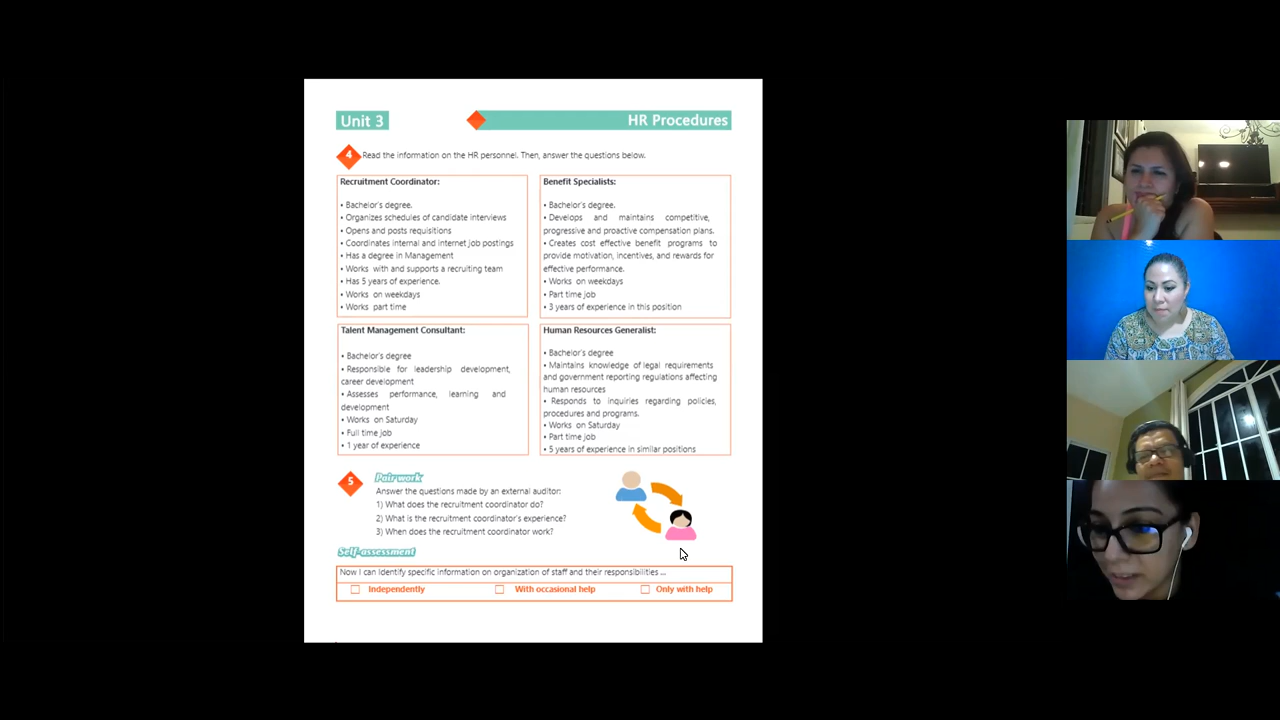 Unit 3
HR Procedures
4
Read the information on the HR personnel. Then, answer the questions below.
Recruitment Coordinator:
• Bachelor's degree.
• Organizes schedules of candidate interviews
• Opens and posts requisitions
• Coordinates internal and internet job postings
• Has a degree in Management
• Works with and supports a recruiting team
• Has 5 years of experience.
• Works on weekdays
• Works part time
Benefit Specialists:
• Bachelor's degree.
• Develops and maintains competitive,
progressive and proactive compensation plans.
• Creates cost effective benefit programs to
provide motivation, incentives, and rewards for
effective performance.
• Works on weekdays
• Part time job
• 3 years of experience in this position
Talent Management Consultant:
• Bachelor's degree
• Responsible for leadership development,
career development
• Assesses performance, learning and
development
• Works on Saturday
• Full time job
• 1 year of experience
Human Resources Generalist:
• Bachelor's degree
• Maintains knowledge of legal requirements
and government reporting regulations affecting
human resources
• Responds to inquiries regarding policies,
procedures and programs.
• Works on Saturday
• Part time job
• 5 years of experience in similar positions
5
Pair work
Answer the questions made by an external auditor:
1) What does the recruitment coordinator do?
2) What is the recruitment coordinator's experience?
3) When does the recruitment coordinator work?
Self-assessment
Now I can Identify specific information on organization of staff and their responsibilities ...
Independently
With occasional help
Only with help